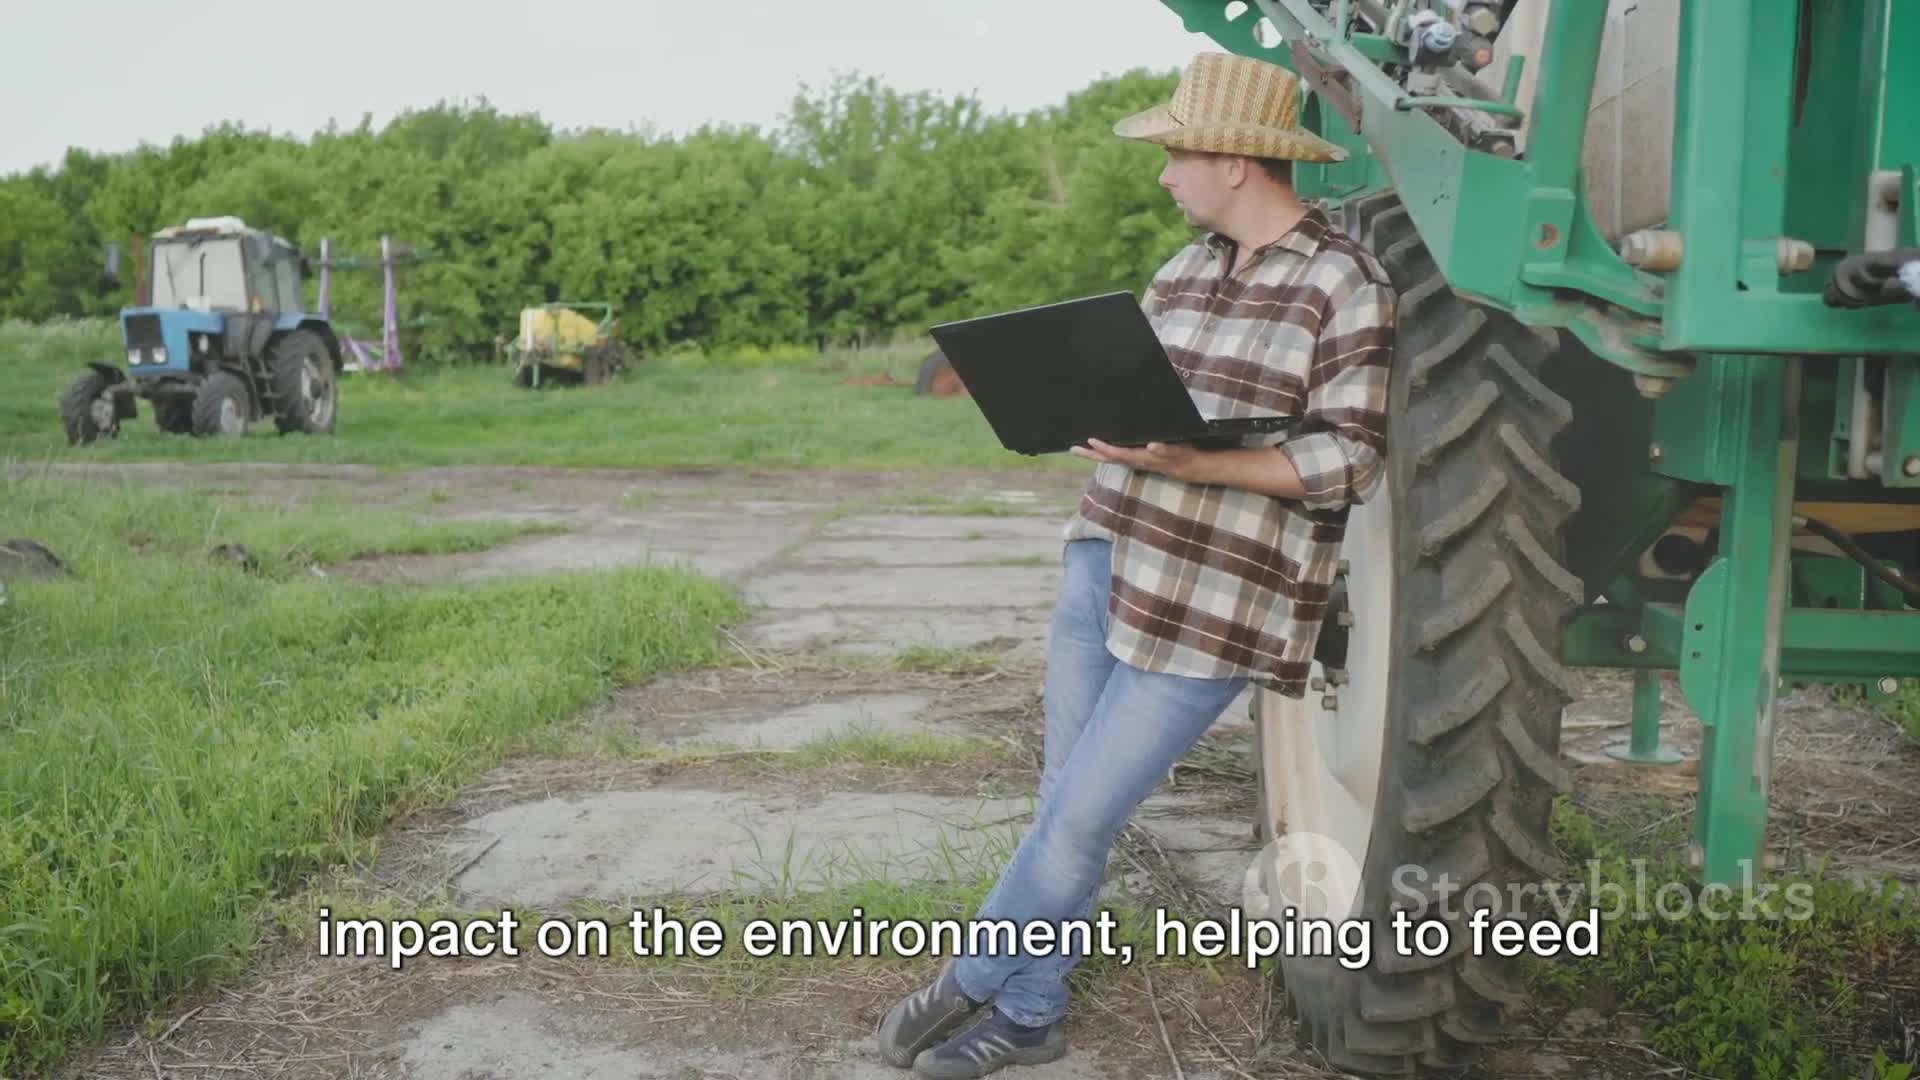 Storyblocks
impact on the environment, helping to feed